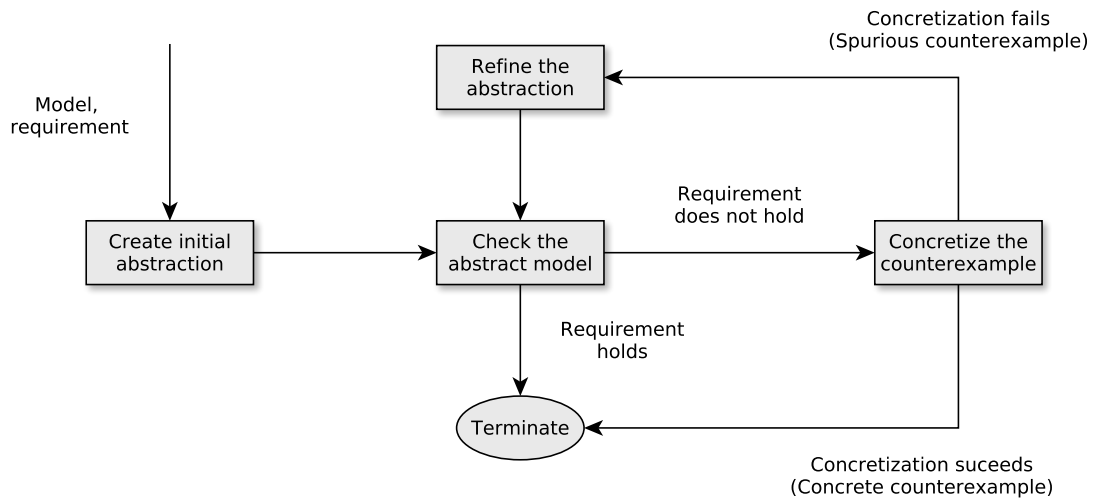 Concretization fails
(Spurious counterexample)
Refine the
abstraction
Model,
requirement
Requirement
does not hold
Create initial
abstraction
Check the
abstract model
Concretize the
counterexample
Requirement
holds
Terminate
Concretization suceeds
(Concrete counterexample)